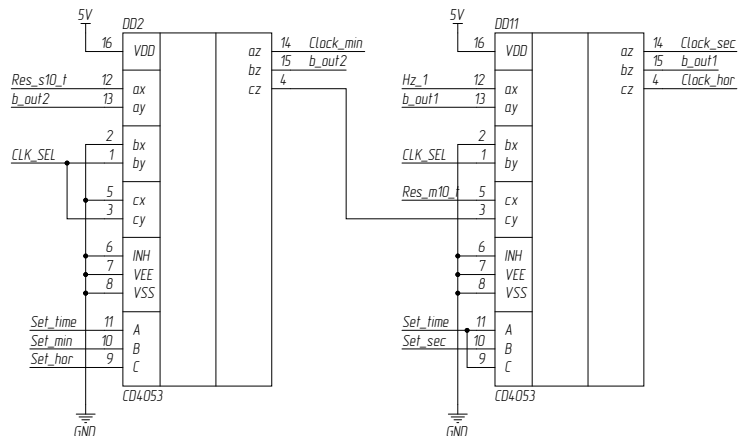 5V
DD2
16 VDD
az 14 Clock_min
bz 15 b_out2
cz 4
Res_s10_t 12 ax
b_out2 13 ay
2 bx
CLK_SEL 1 by
5 cx
3 cy
6 INH
7 VEE
8 VSS
Set_time 11 A
Set_min 10 B
Set_hor 9 C
CD4053
GND
5V
DD11
16 VDD
az 14 Clock_sec
bz 15 b_out1
cz 4 Clock_hor
Hz_1 12 ax
b_out1 13 ay
2 bx
CLK_SEL 1 by
Res_m10_t 5 cx
3 cy
6 INH
7 VEE
8 VSS
Set_time 11 A
Set_sec 10 B
9 C
CD4053
GND